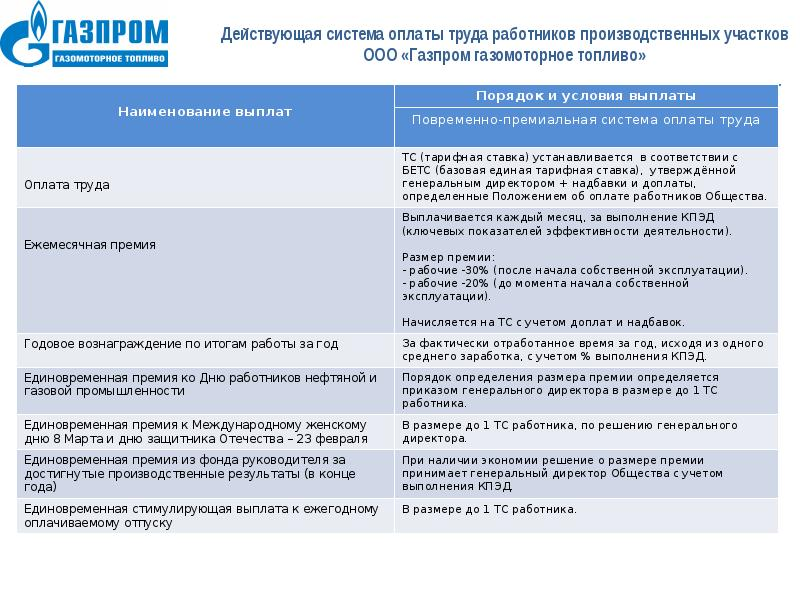 ГАЗПРОМ
ГАЗОМОТОРНОЕ ТОПЛИВО
Действующая система оплаты труда работников производственных участков
ООО «Газпром газомоторное топливо»
Наименование выплат
Порядок и условия выплаты
Повременно-премиальная система оплаты труда
Оплата труда
ТС (тарифная ставка) устанавливается в соответствии с
БЕТС (базовая единая тарифная ставка), утверждённой
генеральным директором + надбавки и доплаты,
определенные Положением об оплате работников Общества.
Ежемесячная премия
Выплачивается каждый месяц, за выполнение КПЭД
(ключевых показателей эффективности деятельности).
Размер премии:
- рабочие -30% (после начала собственной эксплуатации).
- рабочие -20% (до момента начала собственной
эксплуатации).
Начисляется на ТС с учетом доплат и надбавок.
Годовое вознаграждение по итогам работы за год
За фактически отработанное время за год, исходя из одного
среднего заработка, с учетом % выполнения КПЭД.
Единовременная премия ко Дню работников нефтяной и
газовой промышленности
Порядок определения размера премии определяется
приказом генерального директора в размере до 1 ТС
работника.
Единовременная премия к Международному женскому
дню 8 Марта и дню защитника Отечества – 23 февраля
В размере до 1 ТС работника, по решению генерального
директора.
Единовременная премия из фонда руководителя за
достигнутые производственные результаты (в конце
года)
При наличии экономии решение о размере премии
принимает генеральный директор Общества с учетом
выполнения КПЭД.
Единовременная стимулирующая выплата к ежегодному
оплачиваемому отпуску
В размере до 1 ТС работника.